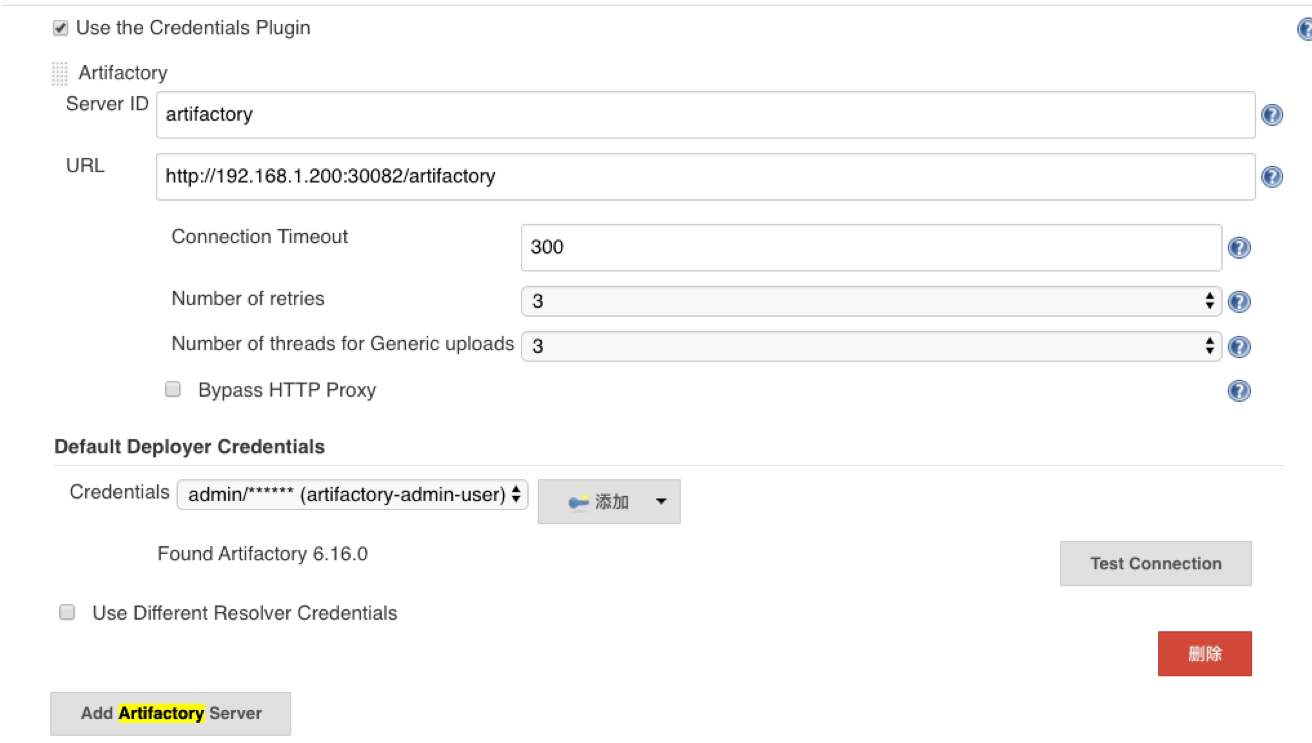 Use the Credentials Plugin
Artifactory
Server ID artifactory
URL http://192.168.1.200:30082/artifactory
Connection Timeout 300
Number of retries 3
Number of threads for Generic uploads 3
Bypass HTTP Proxy
Default Deployer Credentials
Credentials admin/****** (artifactory-admin-user) 添加
Found Artifactory 6.16.0
Test Connection
Use Different Resolver Credentials
删除
Add Artifactory Server